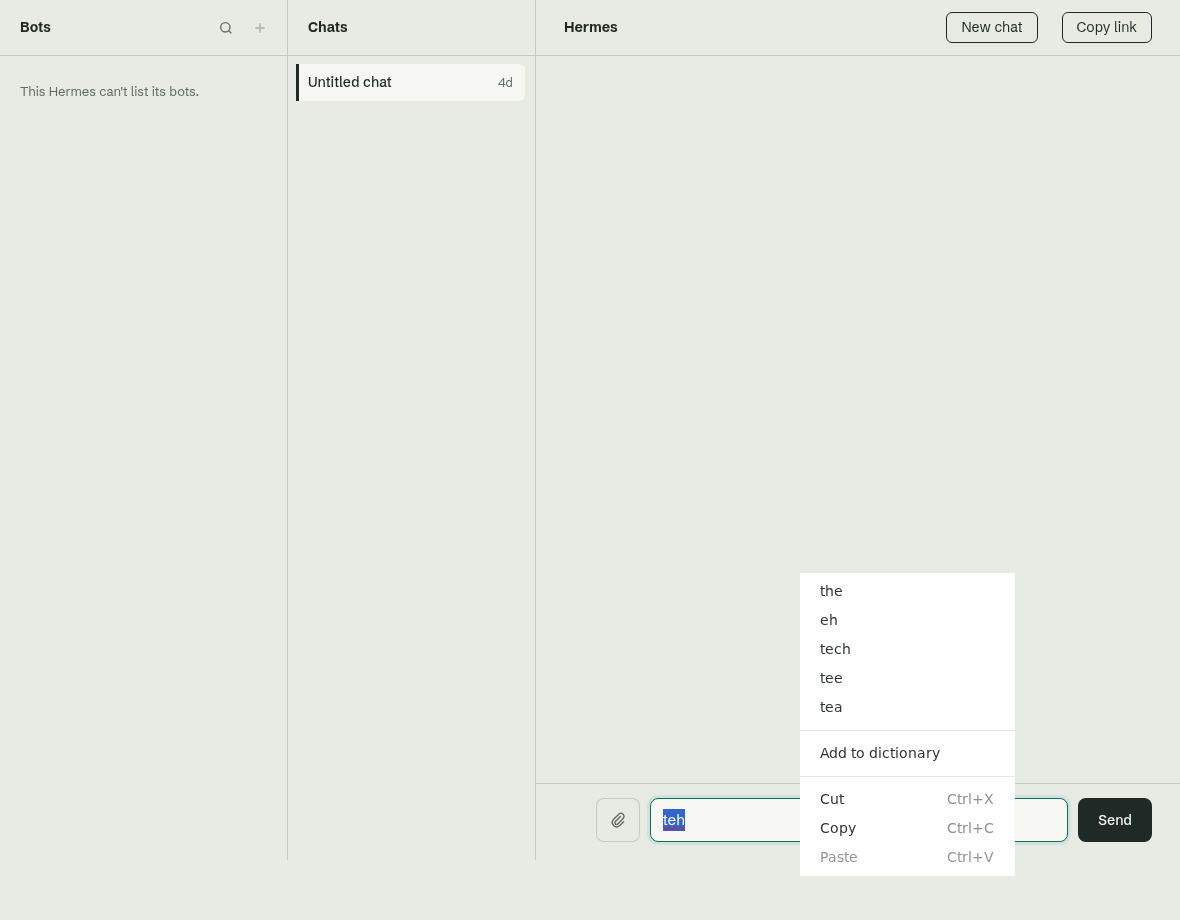 Bots
Chats
Hermes
New chat
Copy link
This Hermes can't list its bots.
Untitled chat
4d
the
eh
tech
tee
tea
Add to dictionary
Cut Ctrl+X
Copy Ctrl+C
Paste Ctrl+V
teh
Send